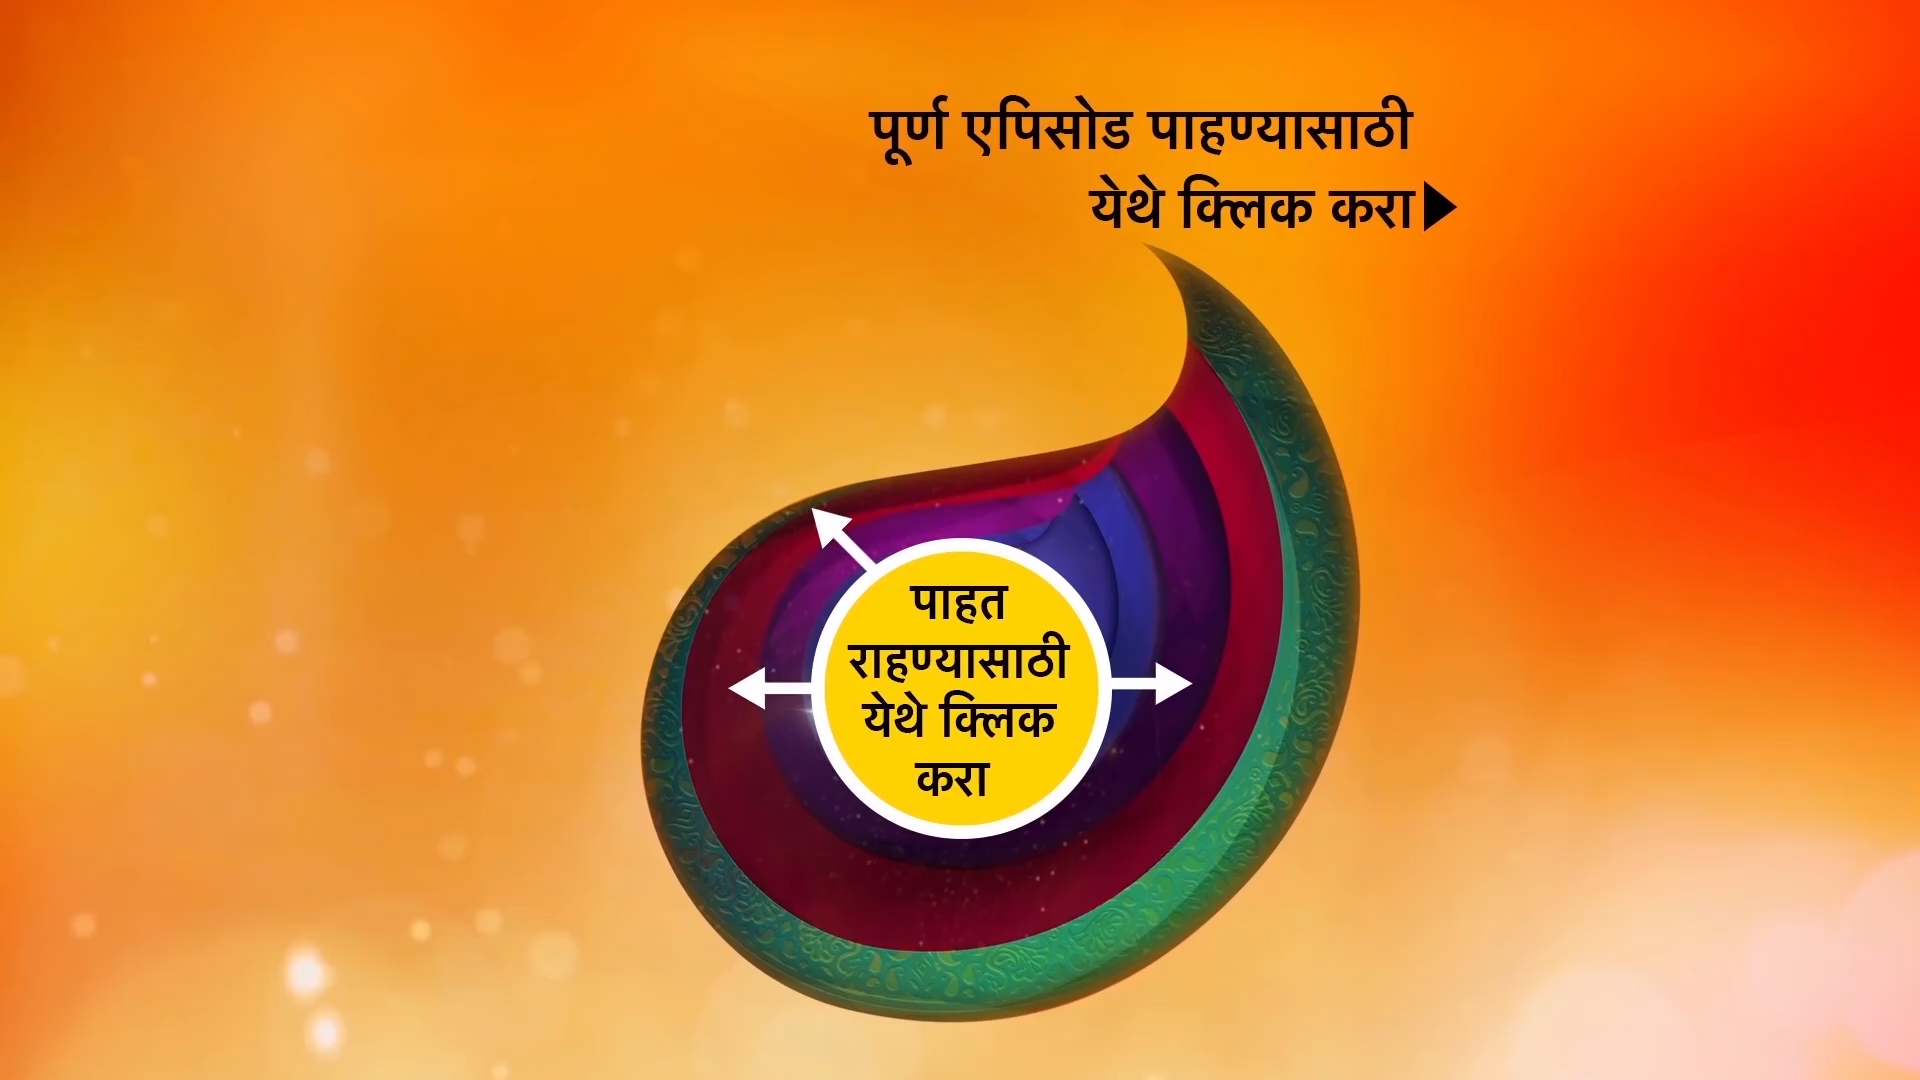 पूर्ण एपिसोड पाहण्यासाठी
येथे क्लिक करा
पाहत
राहण्यासाठी
येथे क्लिक
करा